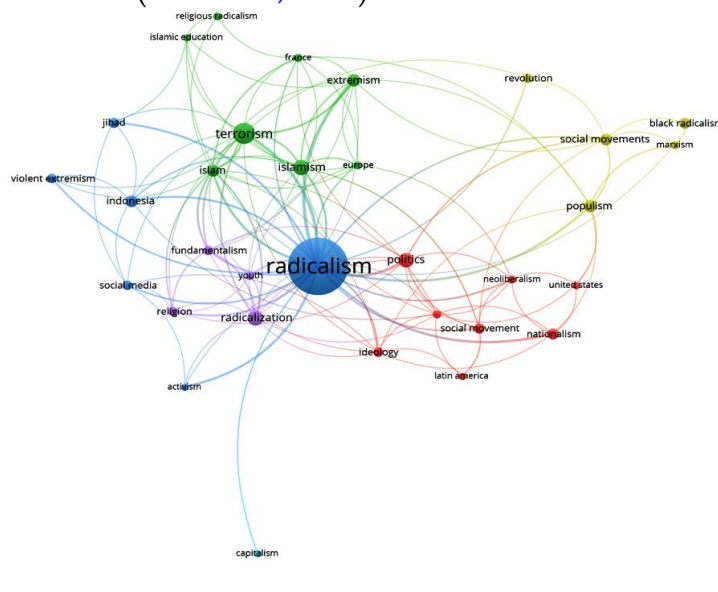 religious radicalism
islamic education
france
extremism
revolution
jihad
terrorism
black radicalism
social movements
marxism
islam
islamism
europe
violent extremism
indonesia
populism
fundamentalism
radicalism
politics
youth
neoliberalism
social media
united states
religion
radicalization
social movement
nationalism
ideology
latin america
activism
capitalism